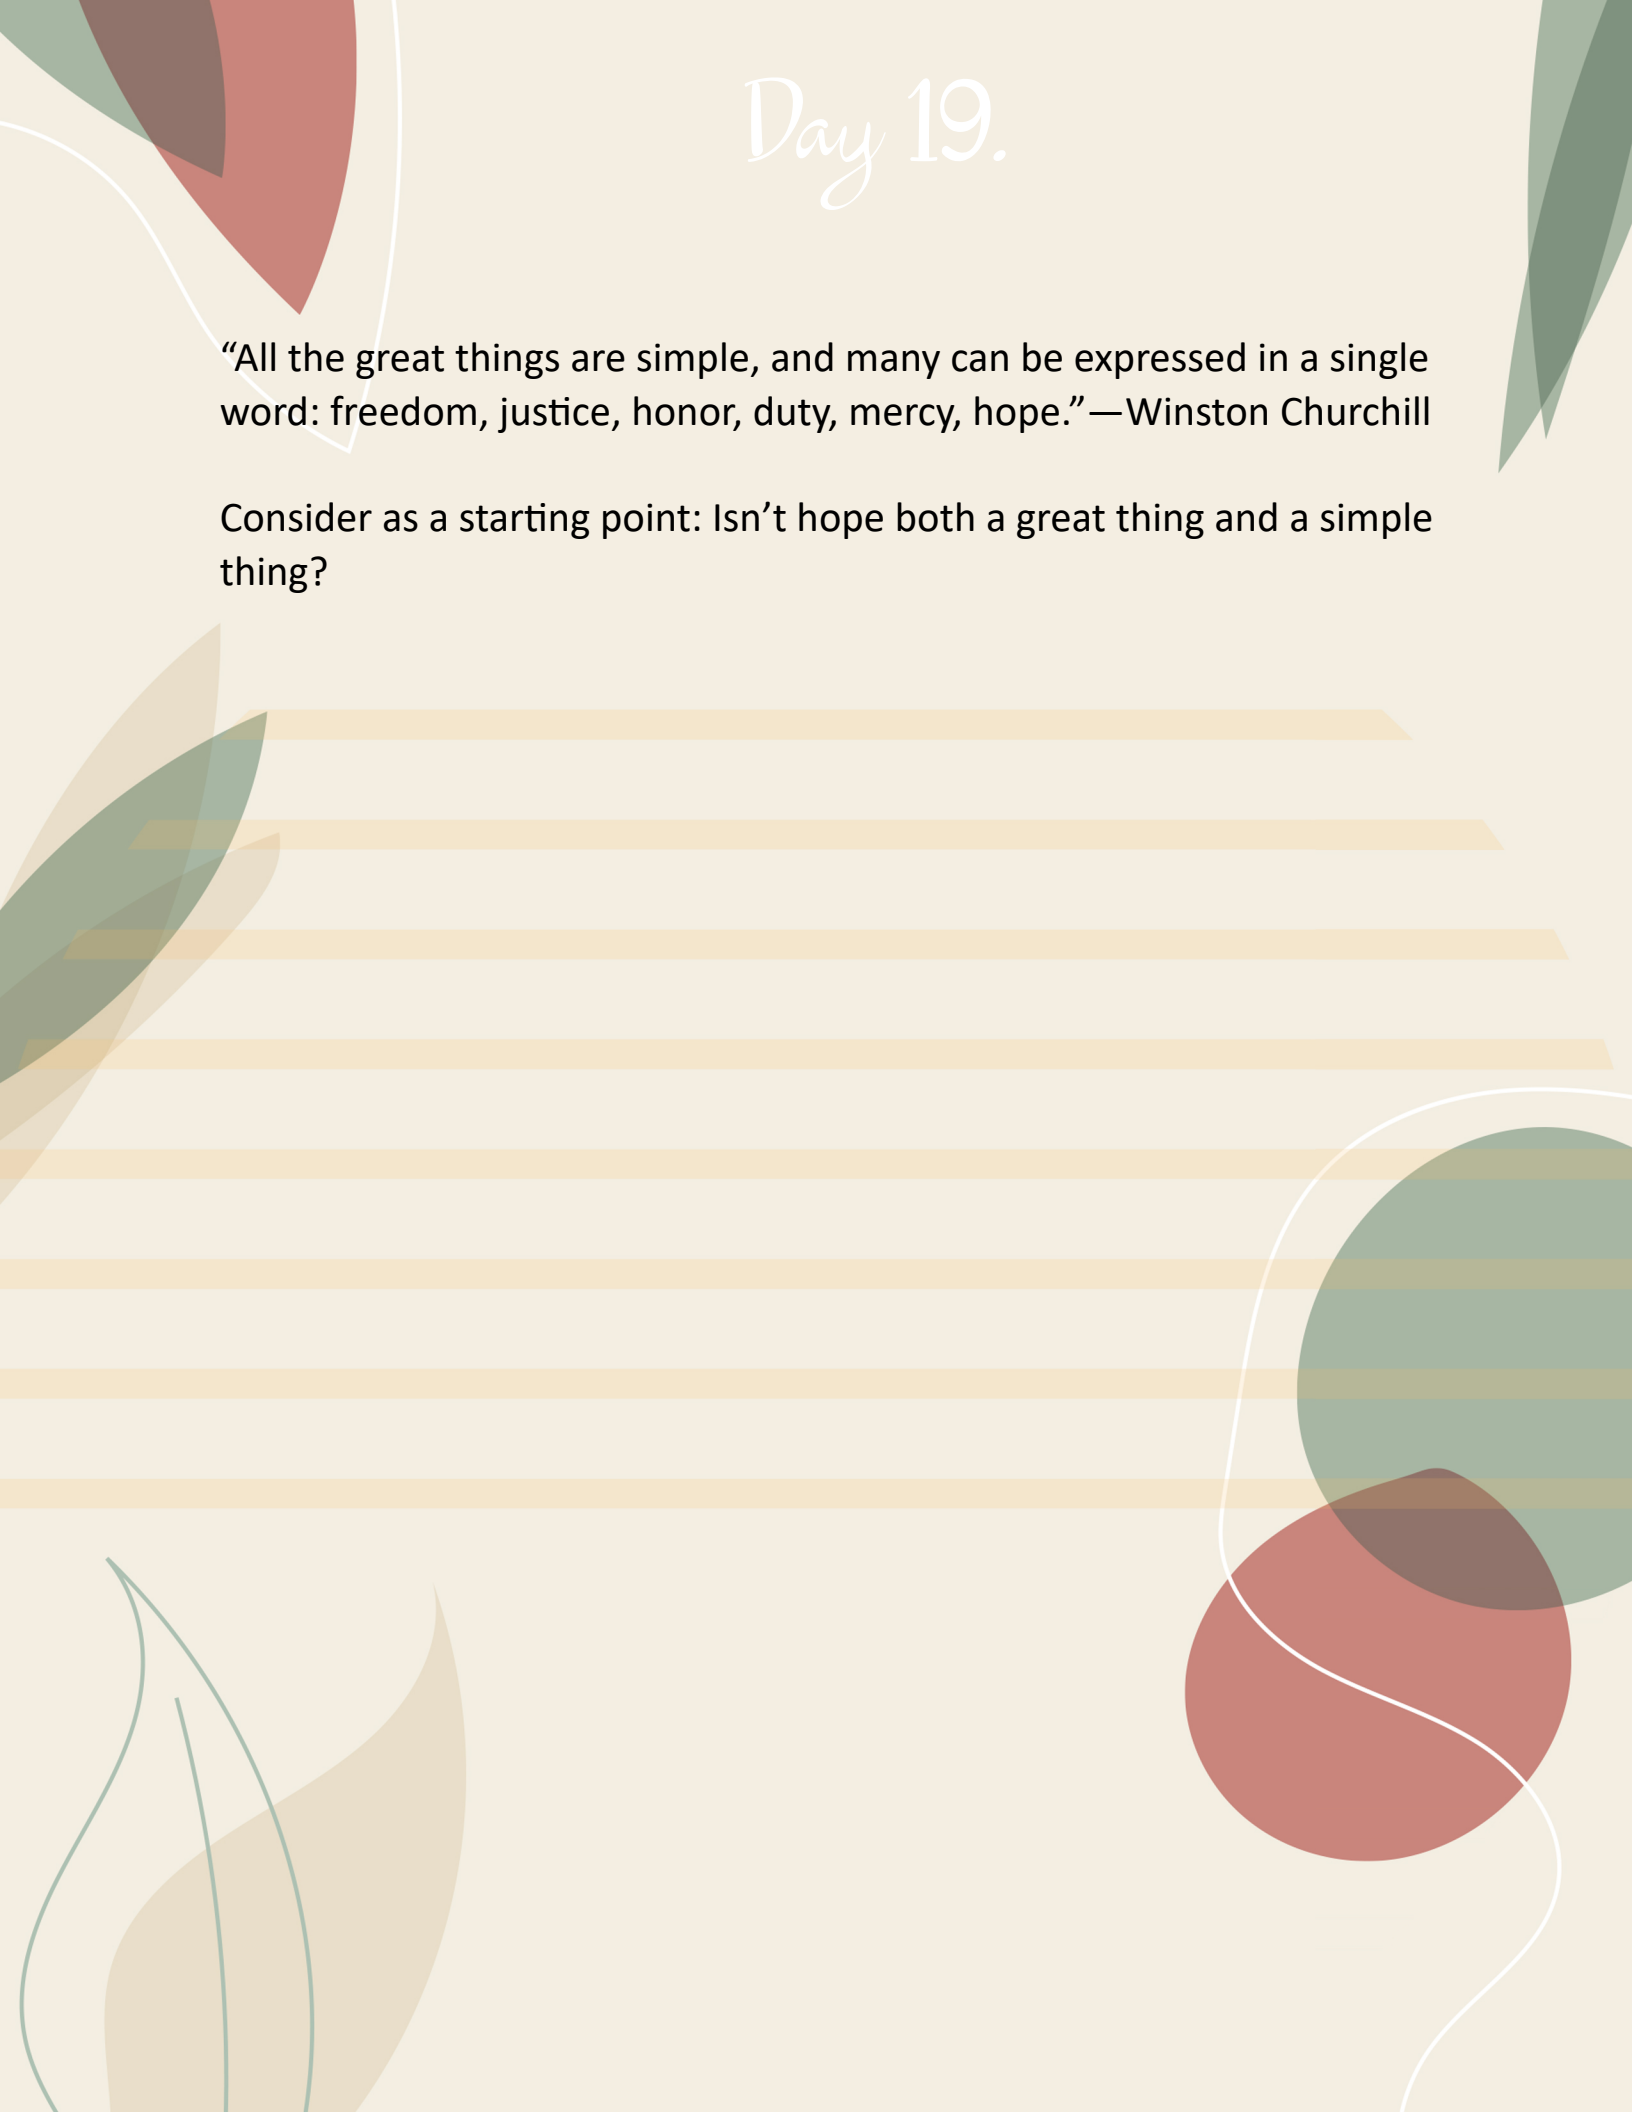 Day 19.
“All the great things are simple, and many can be expressed in a single
word: freedom, justice, honor, duty, mercy, hope.”—Winston Churchill
Consider as a starting point: Isn’t hope both a great thing and a simple
thing?